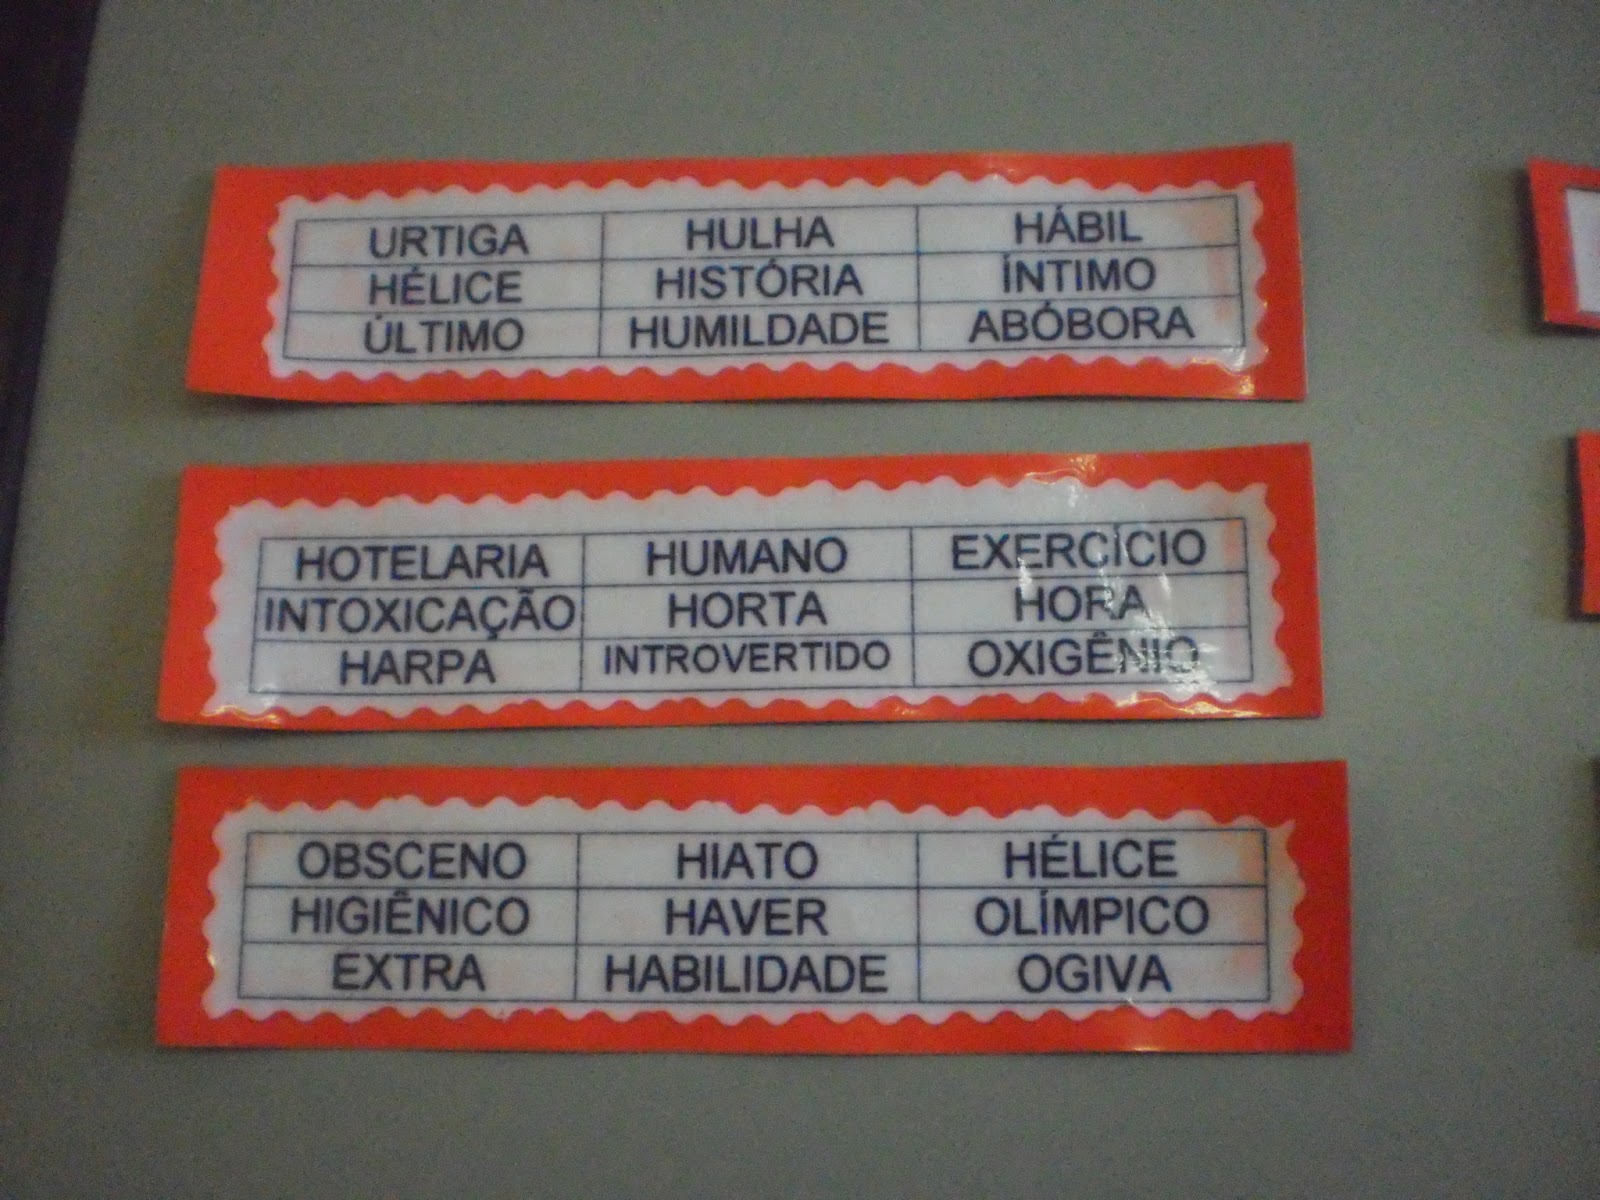 URTIGA HULHA HÁBIL
HÉLICE HISTÓRIA ÍNTIMO
ÚLTIMO HUMILDADE ABÓBORA
HOTELARIA HUMANO EXERCÍCIO
INTOXICAÇÃO HORTA HORA
HARPA INTROVERTIDO OXIGÊNIO
OBSCENO HIATO HÉLICE
HIGIÊNICO HAVER OLÍMPICO
EXTRA HABILIDADE OGIVA